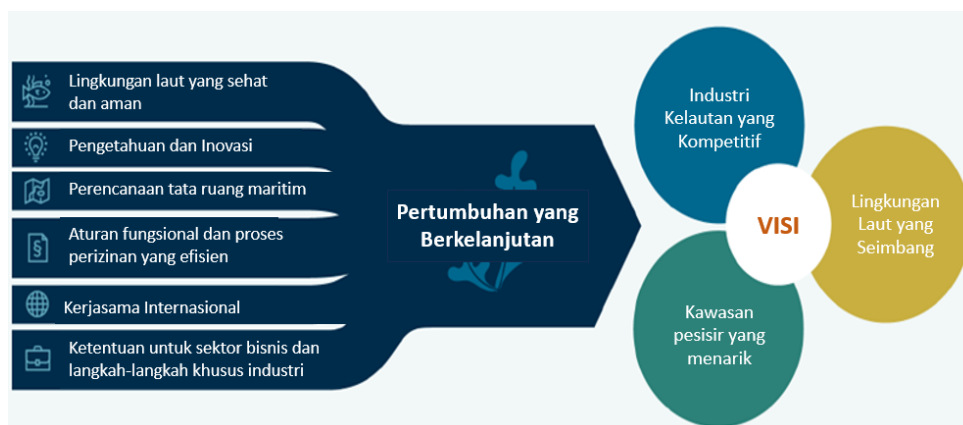 Lingkungan laut yang sehat
dan aman
Pengetahuan dan Inovasi
Perencanaan tata ruang maritim
§
Aturan fungsional dan proses
perizinan yang efisien
Kerjasama Internasional
Ketentuan untuk sektor bisnis dan
langkah-langkah khusus industri
Pertumbuhan yang
Berkelanjutan
Industri
Kelautan yang
Kompetitif
VISI
Lingkungan
Laut yang
Seimbang
Kawasan
pesisir yang
menarik